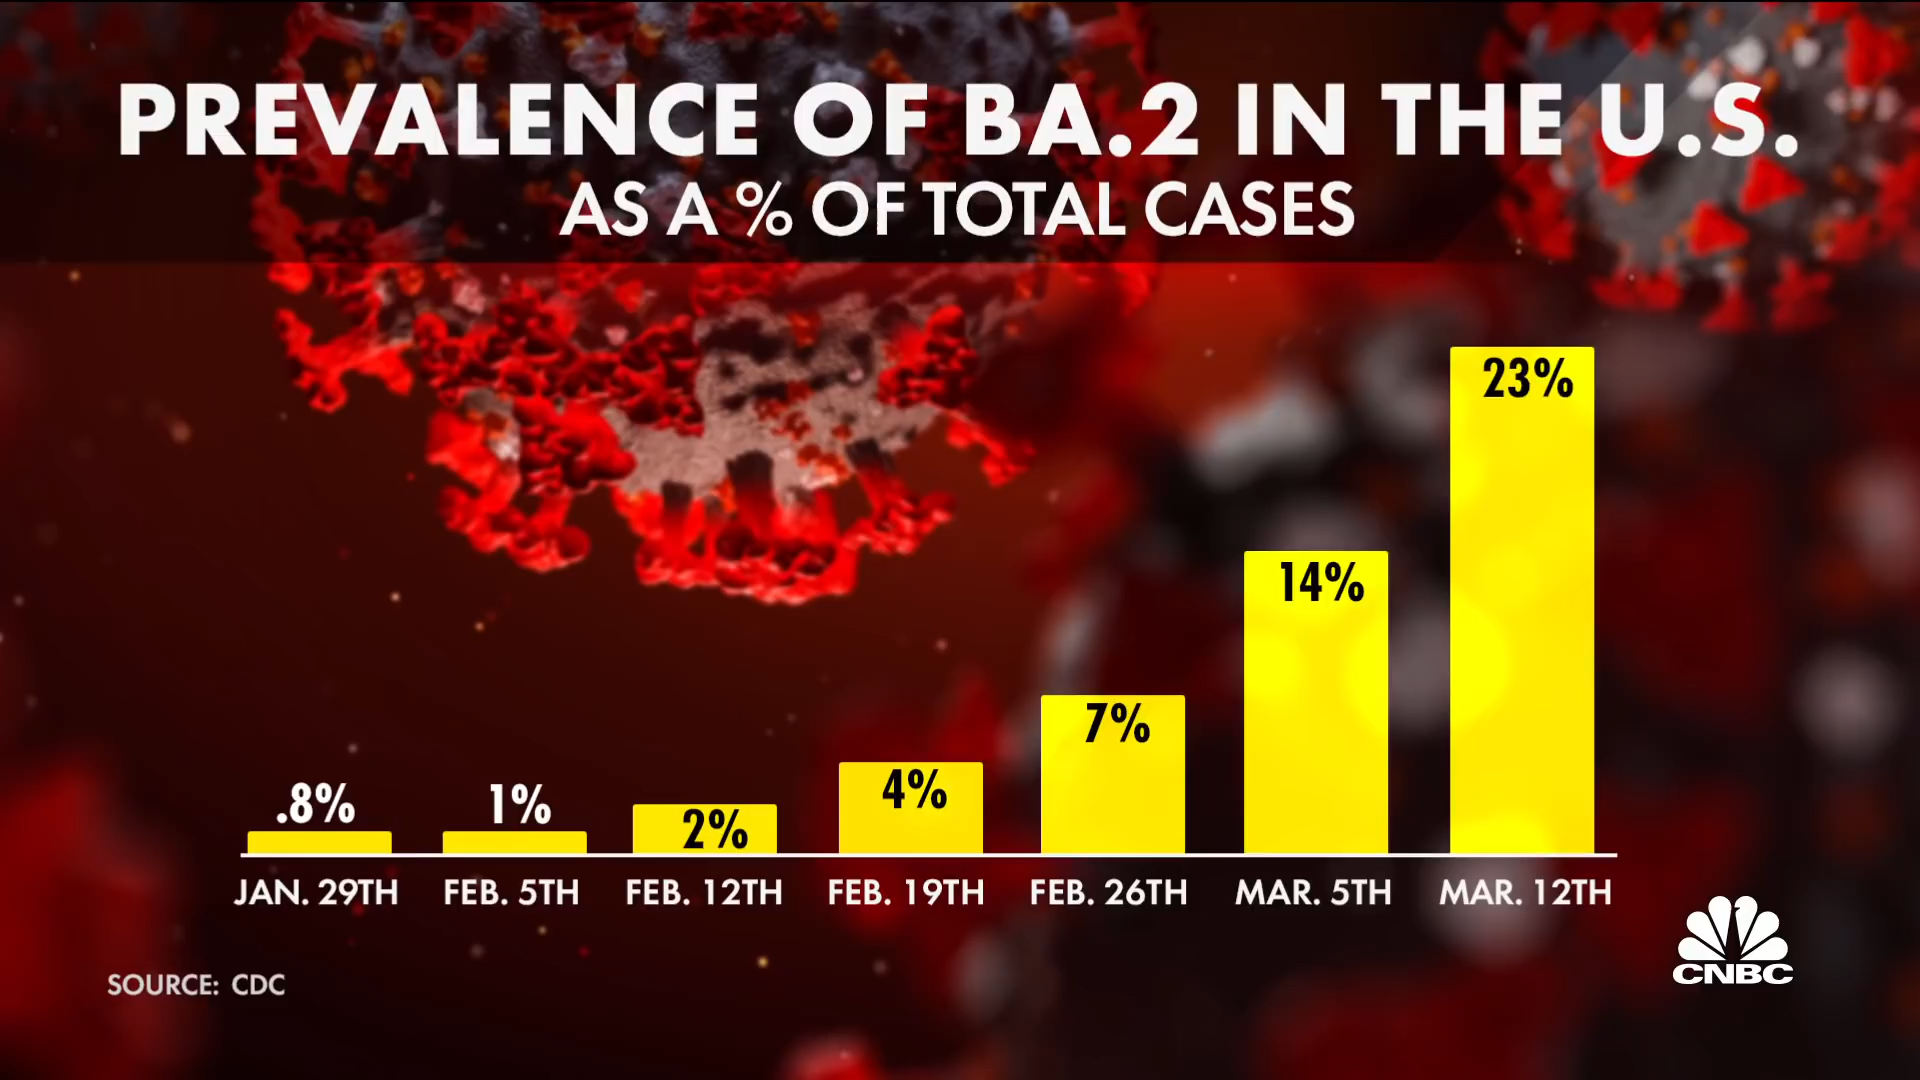 PREVALENCE OF BA.2 IN THE U.S.
AS A % OF TOTAL CASES
.8%
1%
2%
4%
7%
14%
23%
JAN. 29TH
FEB. 5TH
FEB. 12TH
FEB. 19TH
FEB. 26TH
MAR. 5TH
MAR. 12TH
SOURCE: CDC
CNBC